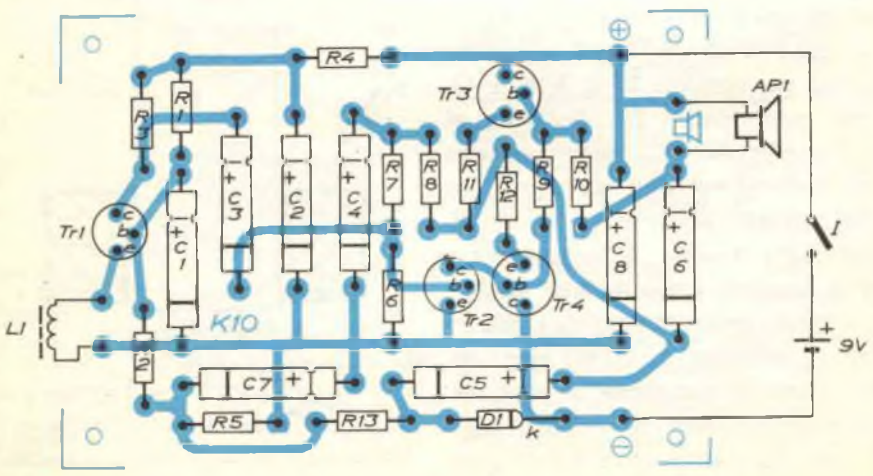 R4
+
Tr3
c
b
e
AP1
R1
R3
R7
R8
R11
R12
R9
R10
+C3
+C2
+C4
+C1
+C8
+C6
I
Tr1
c
b
e
R6
c
b
e
Tr2
e
b
c
Tr4
L1
K10
R2
+
9V
C7+
C5+
R5
R13
D1
k
−